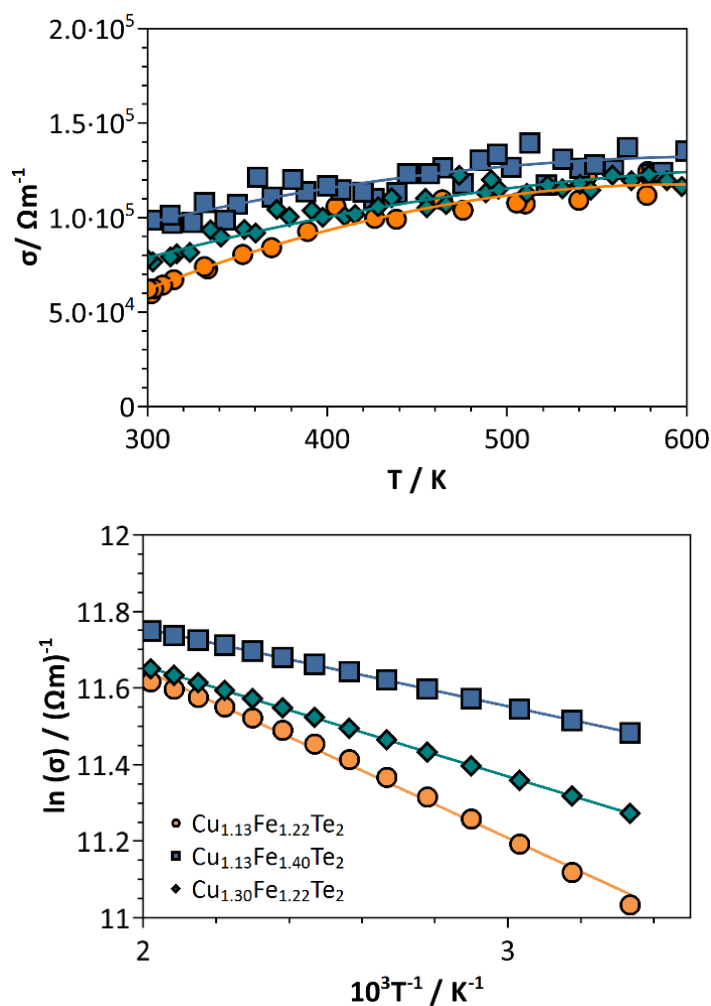 2.0·10⁵
1.5·10⁵
1.0·10⁵
5.0·10⁴
0
σ/ Ωm⁻¹
300 400 500 600
T / K
12
11.8
11.6
11.4
11.2
11
ln (σ) / (Ωm)⁻¹
Cu₁.₁₃Fe₁.₂₂Te₂
Cu₁.₁₃Fe₁.₄₀Te₂
Cu₁.₃₀Fe₁.₂₂Te₂
2 3
10³T⁻¹ / K⁻¹